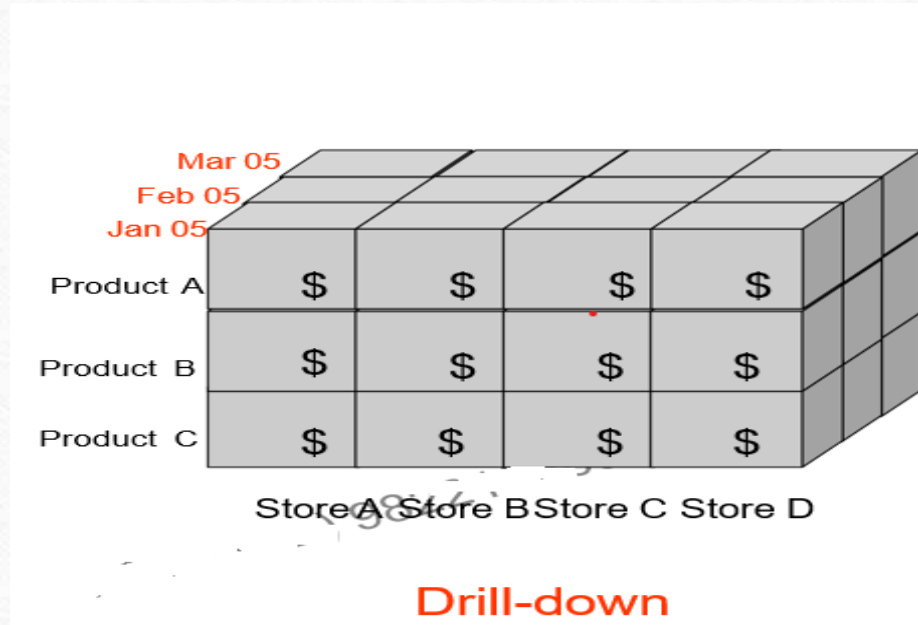 Mar 05
Feb 05
Jan 05
Product A $ $ $ $
Product B $ $ $ $
Product C $ $ $ $
Store A Store B Store C Store D
Drill-down